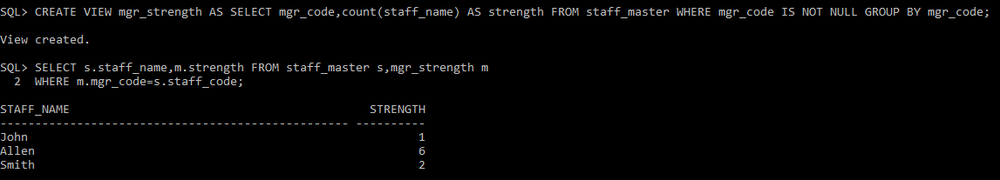 SQL> CREATE VIEW mgr_strength AS SELECT mgr_code,count(staff_name) AS strength FROM staff_master WHERE mgr_code IS NOT NULL GROUP BY mgr_code;
View created.
SQL> SELECT s.staff_name,m.strength FROM staff_master s,mgr_strength m
  2  WHERE m.mgr_code=s.staff_code;
STAFF_NAME                                           STRENGTH
-------------------------------------------------- ----------
John                                                        1
Allen                                                       6
Smith                                                       2